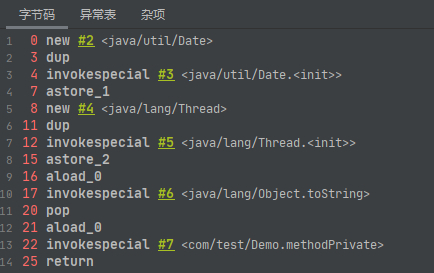 字节码 异常表 杂项
1 0 new #2 <java/util/Date>
2 3 dup
3 4 invokespecial #3 <java/util/Date.<init>>
4 7 astore_1
5 8 new #4 <java/lang/Thread>
6 11 dup
7 12 invokespecial #5 <java/lang/Thread.<init>>
8 15 astore_2
9 16 aload_0
10 17 invokespecial #6 <java/lang/Object.toString>
11 20 pop
12 21 aload_0
13 22 invokespecial #7 <com/test/Demo.methodPrivate>
14 25 return